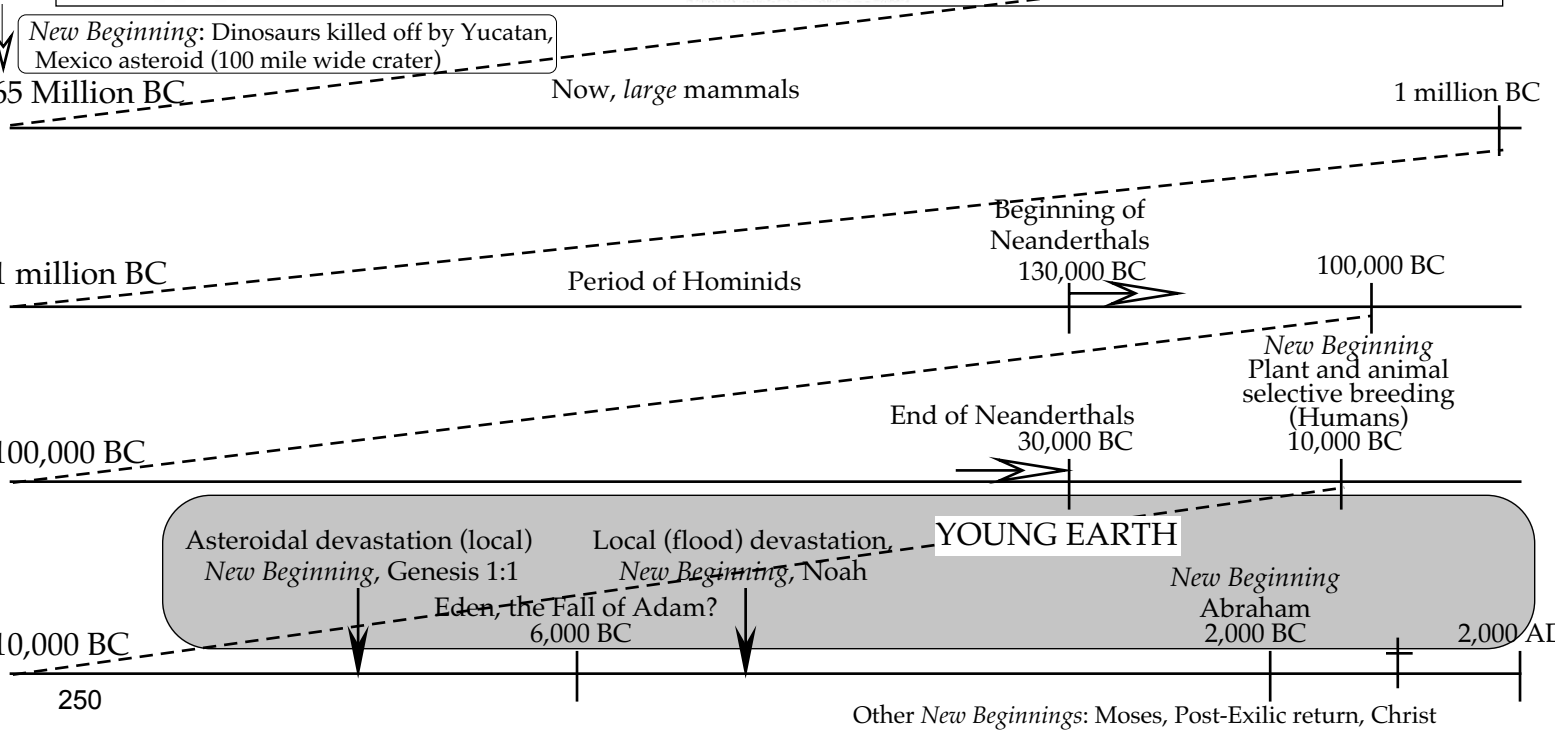 New Beginning: Dinosaurs killed off by Yucatan,
Mexico asteroid (100 mile wide crater)
65 Million BC
Now, large mammals
1 million BC
Beginning of
Neanderthals
130,000 BC
100,000 BC
1 million BC
Period of Hominids
New Beginning
Plant and animal
selective breeding
(Humans)
10,000 BC
End of Neanderthals
30,000 BC
100,000 BC
YOUNG EARTH
Asteroidal devastation (local)
New Beginning, Genesis 1:1
Local (flood) devastation,
New Beginning, Noah
Eden, the Fall of Adam?
6,000 BC
New Beginning
Abraham
2,000 BC
2,000 AD
10,000 BC
250
Other New Beginnings: Moses, Post-Exilic return, Christ